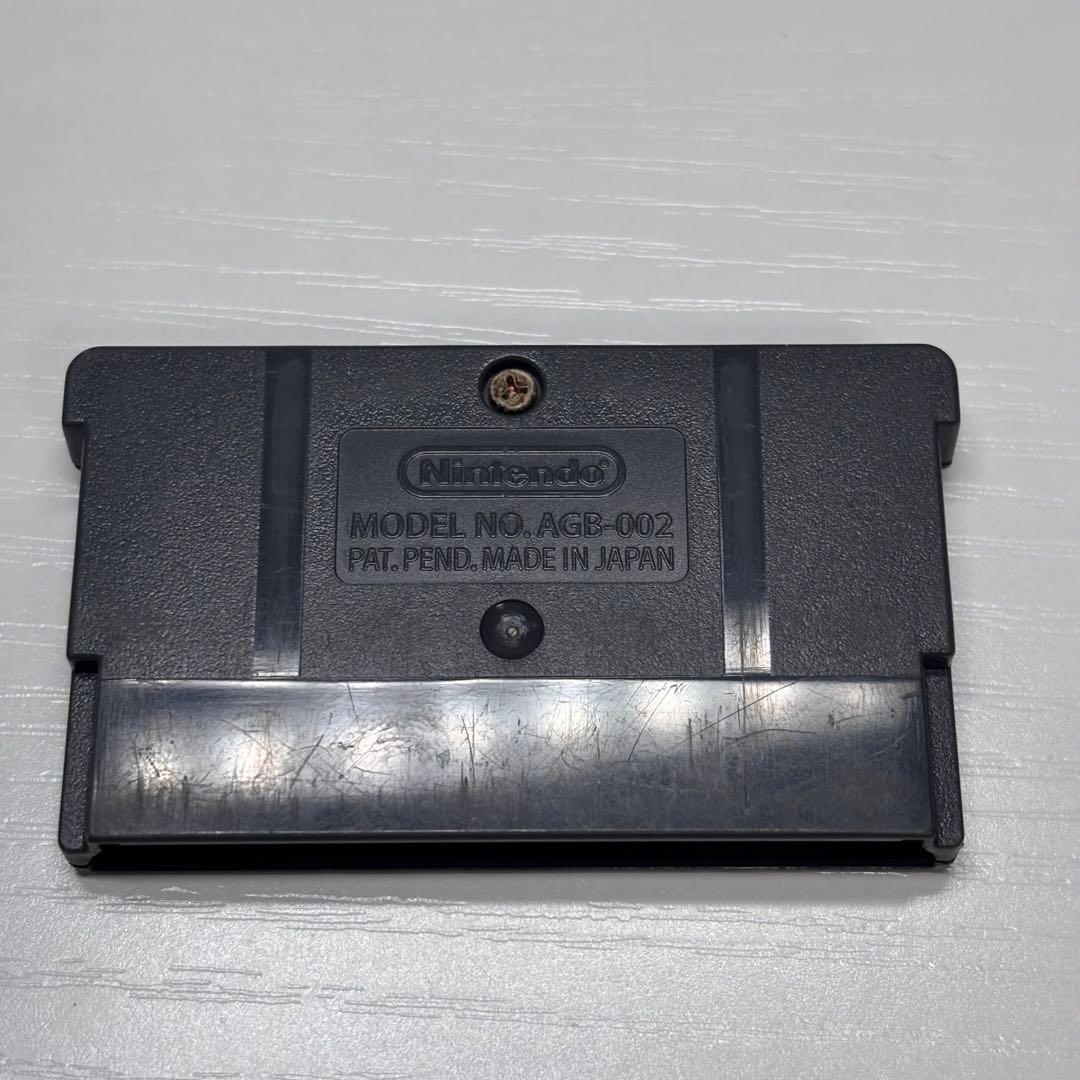 Nintendo®
MODEL NO. AGB-002
PAT. PEND. MADE IN JAPAN